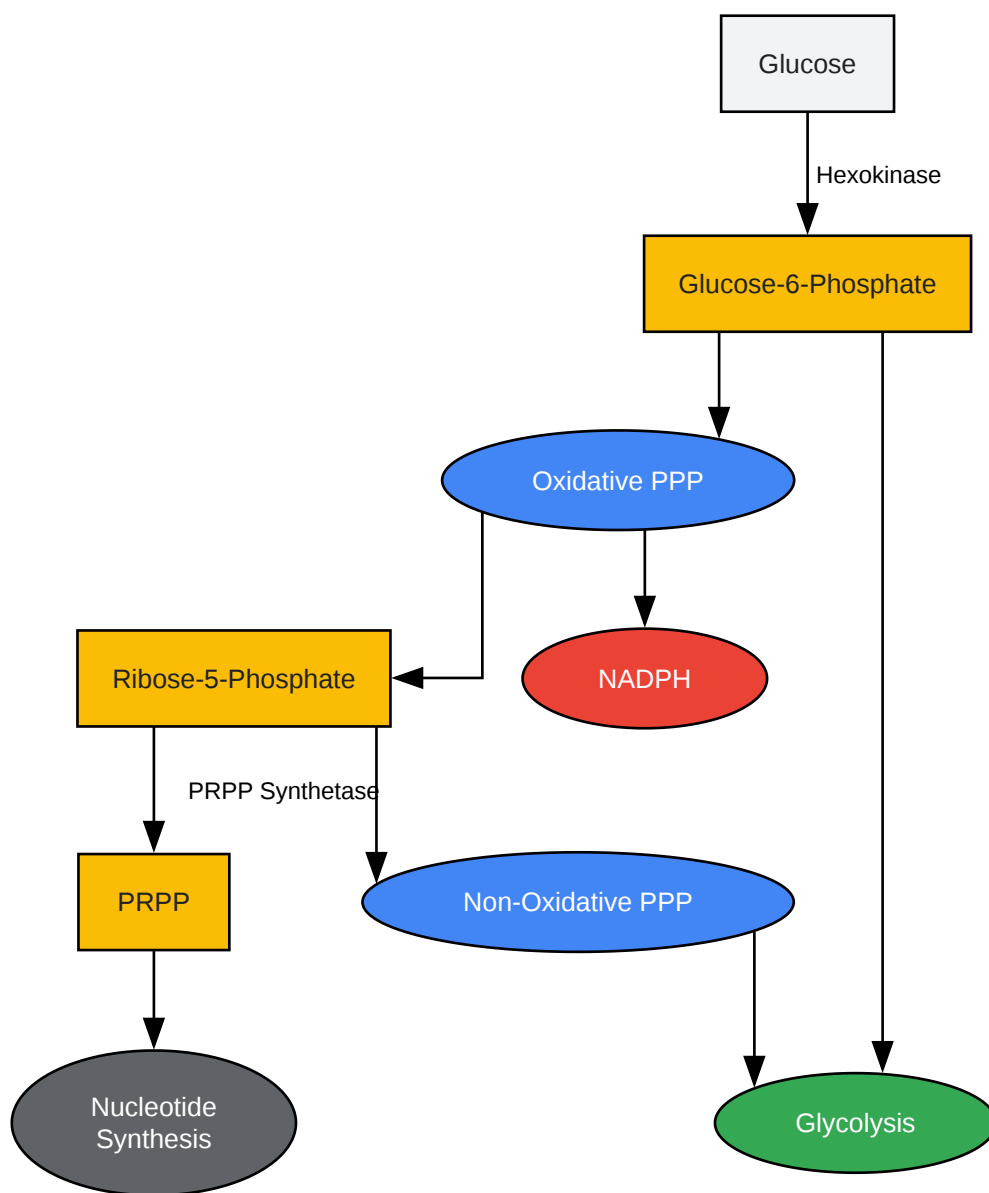 Glucose
Hexokinase
Glucose-6-Phosphate
Oxidative PPP
Ribose-5-Phosphate
NADPH
PRPP Synthetase
PRPP
Non-Oxidative PPP
Nucleotide
Synthesis
Glycolysis